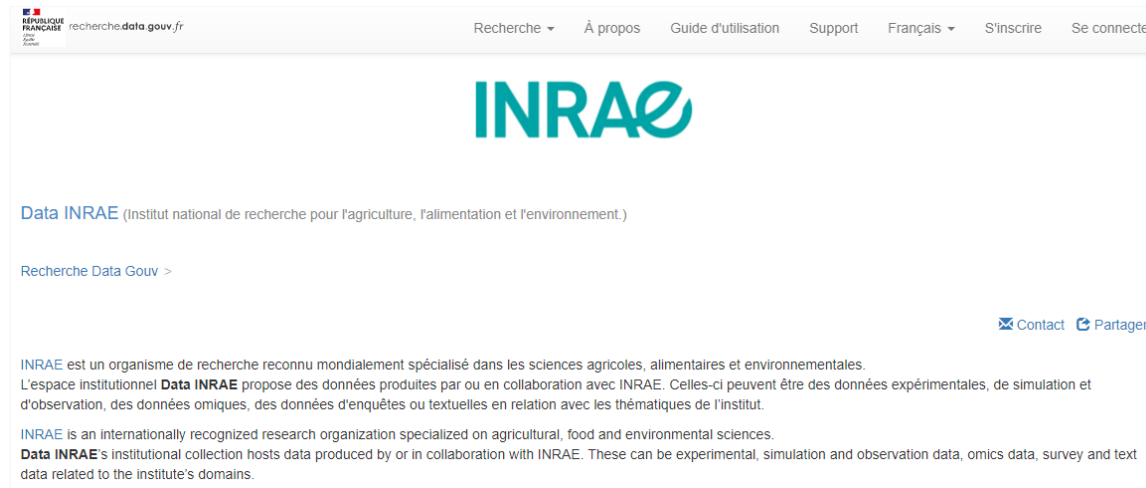 RÉPUBLIQUE
FRANÇAISE
Liberté
Égalité
Fraternité
recherche.data.gouv.fr
Recherche À propos Guide d'utilisation Support Français S'inscrire Se connecte
INRAE
Data INRAE (Institut national de recherche pour l'agriculture, l'alimentation et l'environnement.)
Recherche Data Gouv >
Contact Partager
INRAE est un organisme de recherche reconnu mondialement spécialisé dans les sciences agricoles, alimentaires et environnementales.
L'espace institutionnel Data INRAE propose des données produites par ou en collaboration avec INRAE. Celles-ci peuvent être des données expérimentales, de simulation et
d'observation, des données omiques, des données d'enquêtes ou textuelles en relation avec les thématiques de l'institut.
INRAE is an internationally recognized research organization specialized on agricultural, food and environmental sciences.
Data INRAE's institutional collection hosts data produced by or in collaboration with INRAE. These can be experimental, simulation and observation data, omics data, survey and text
data related to the institute's domains.